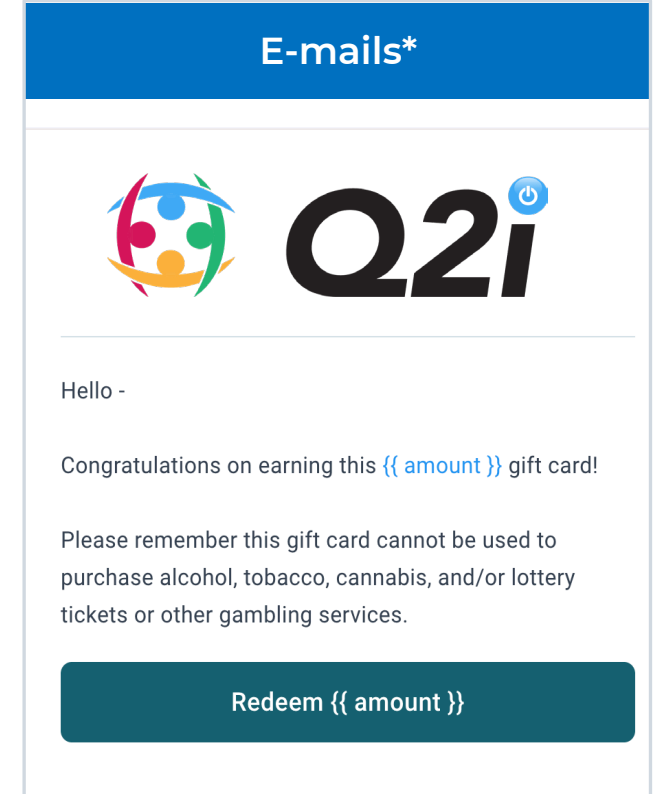 E-mails*
Q2i
Hello -
Congratulations on earning this {{ amount }} gift card!
Please remember this gift card cannot be used to
purchase alcohol, tobacco, cannabis, and/or lottery
tickets or other gambling services.
Redeem {{ amount }}